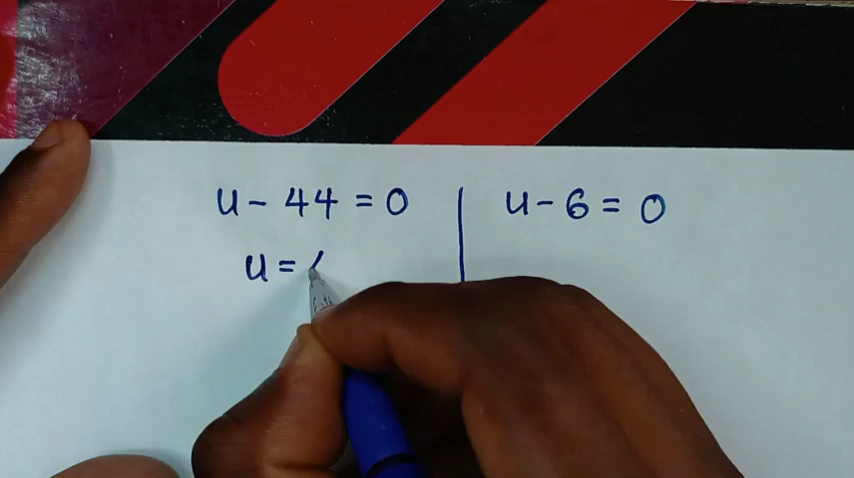 u - 44 = 0 | u - 6 = 0
u =